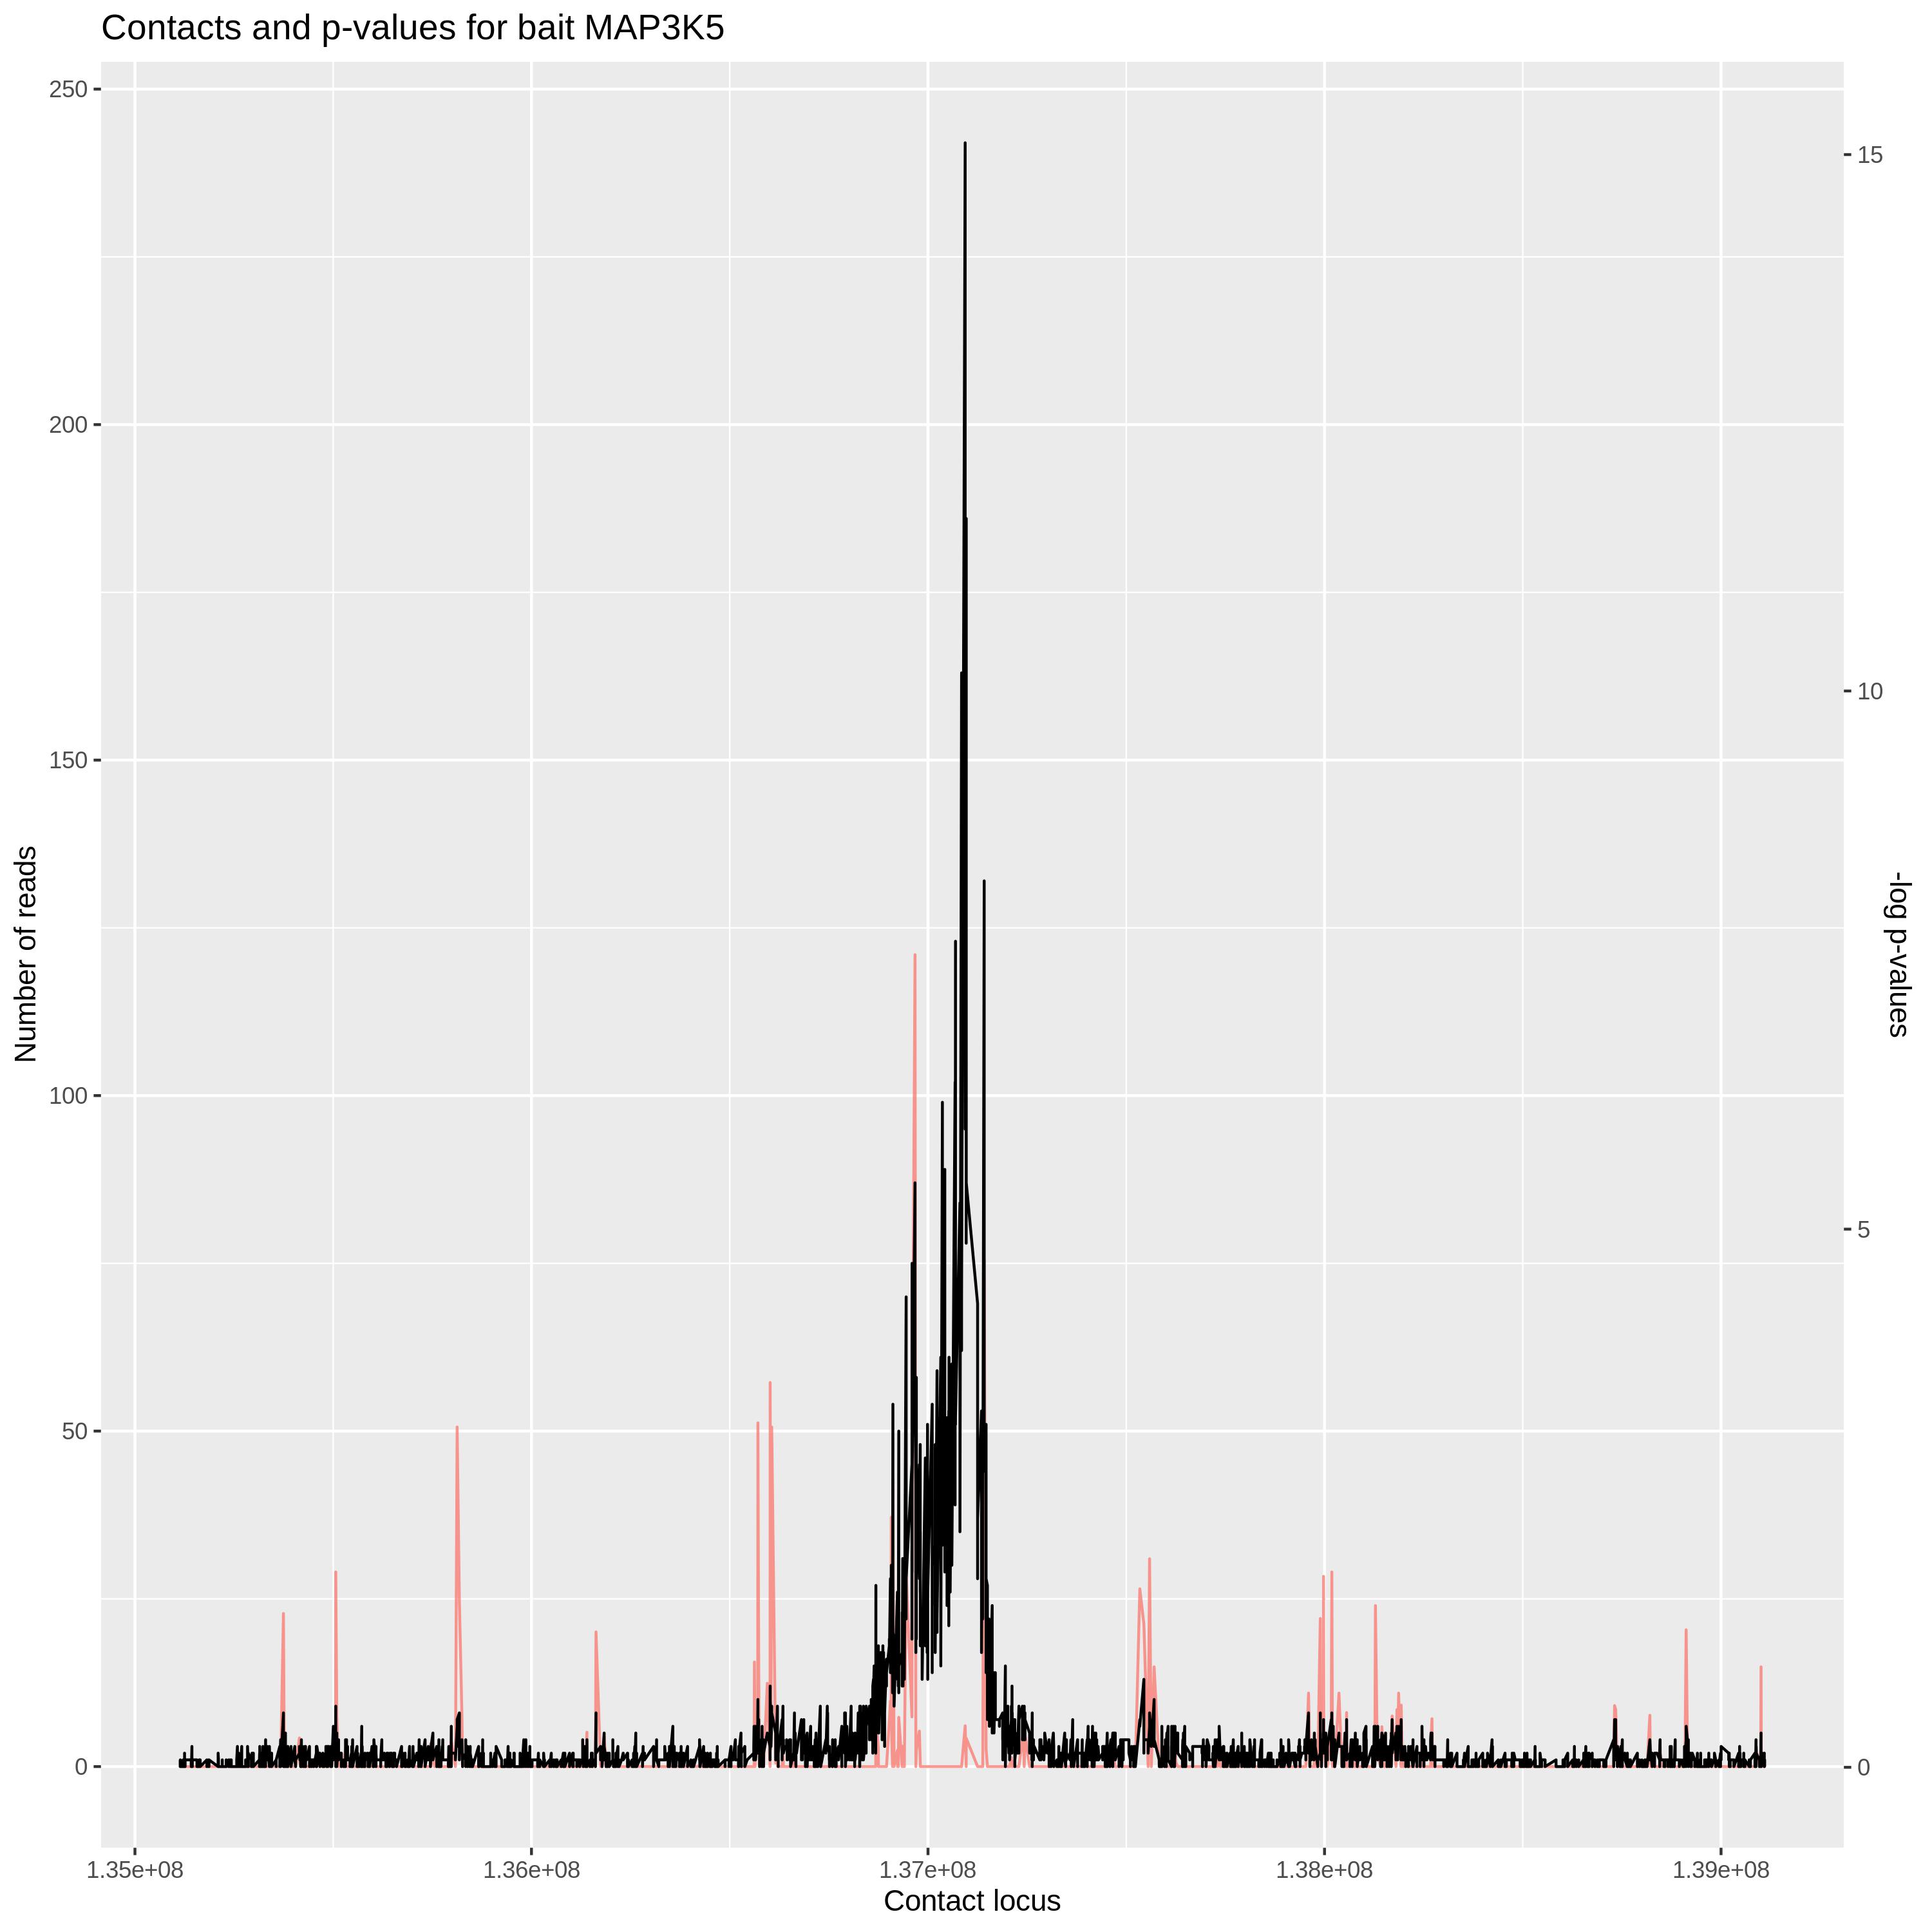 Contacts and p-values for bait MAP3K5
250
200
150
100
50
0
15
10
5
0
Number of reads
-log p-values
1.35e+08
1.36e+08
1.37e+08
1.38e+08
1.39e+08
Contact locus